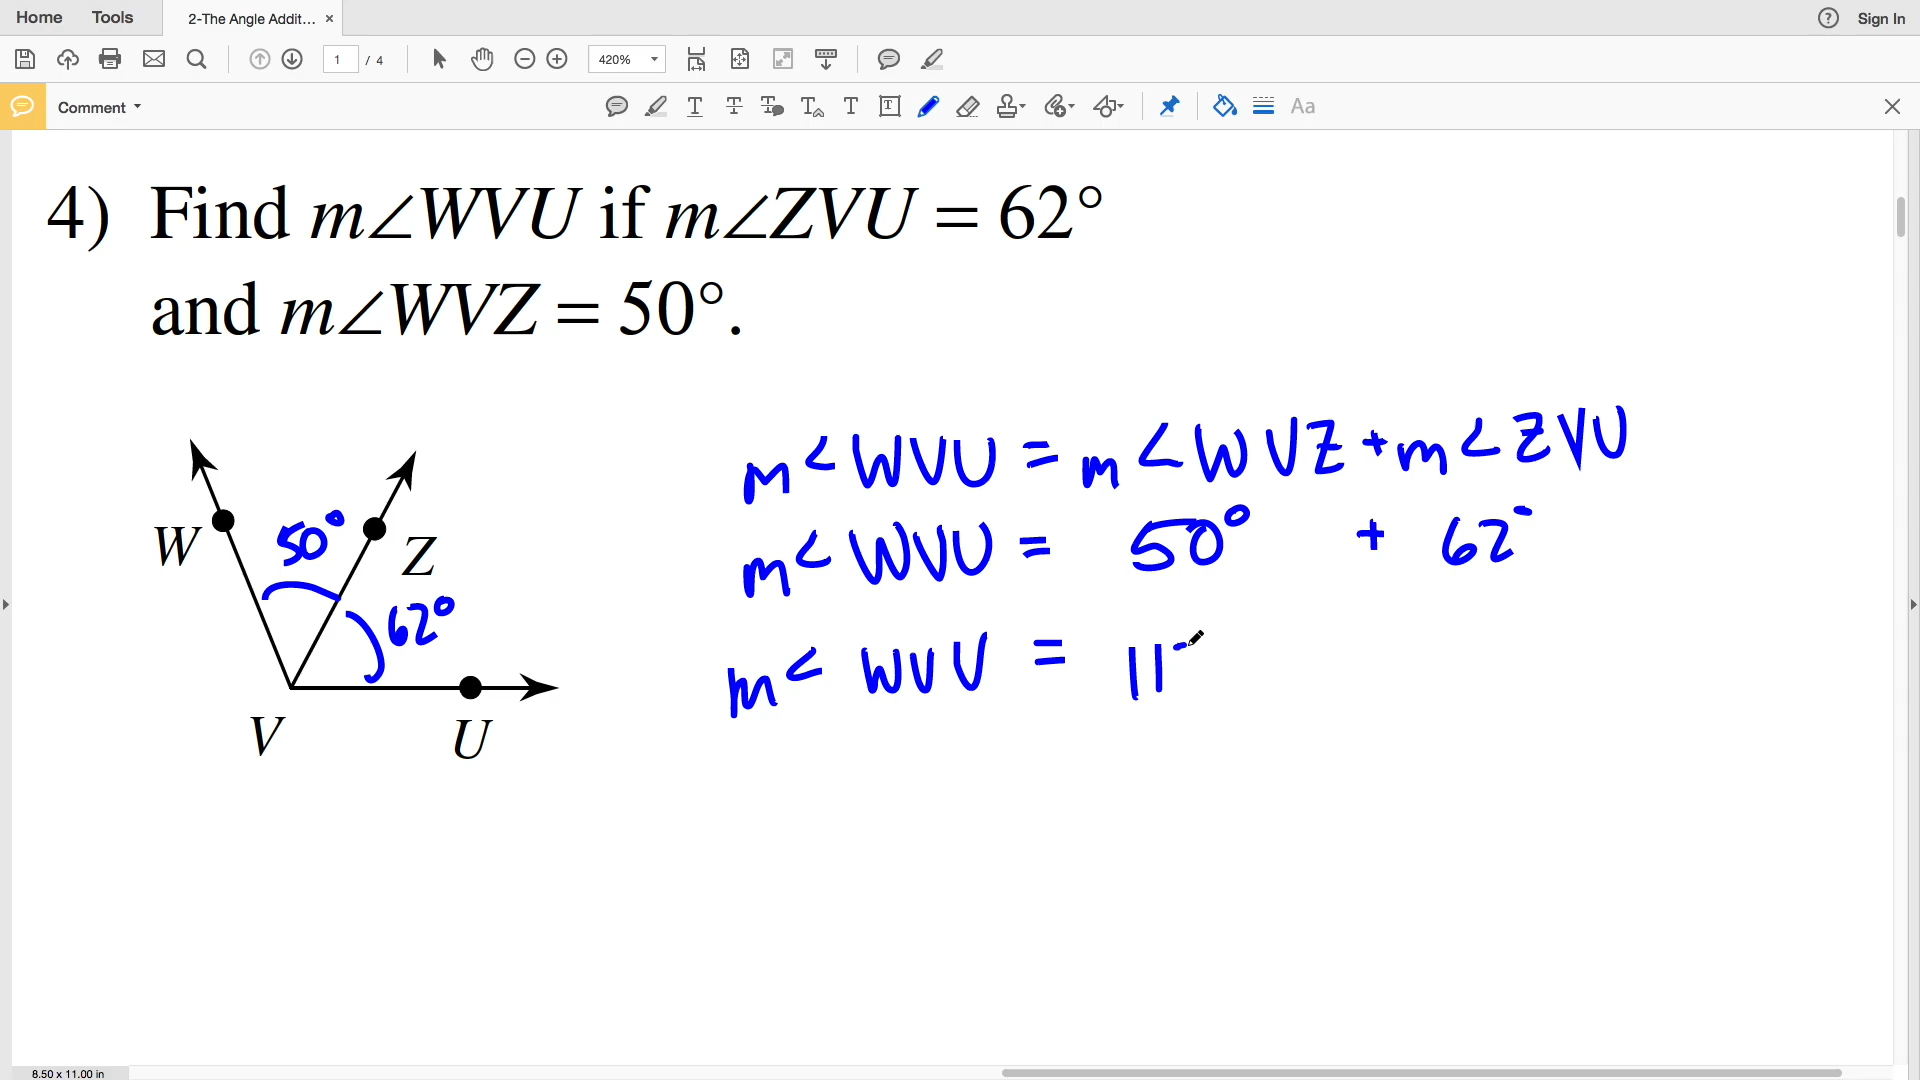 Home Tools 2-The Angle Addit... × ? Sign In
1 / 4 420%
Comment T T T T T T Aa
4) Find m∠WVU if m∠ZVU = 62°
and m∠WVZ = 50°.
m<WVU = m<WVZ + m<ZVU
m<WVU = 50° + 62°
m<WVU = 11
W 50° Z
62°
V U
8.50 x 11.00 in